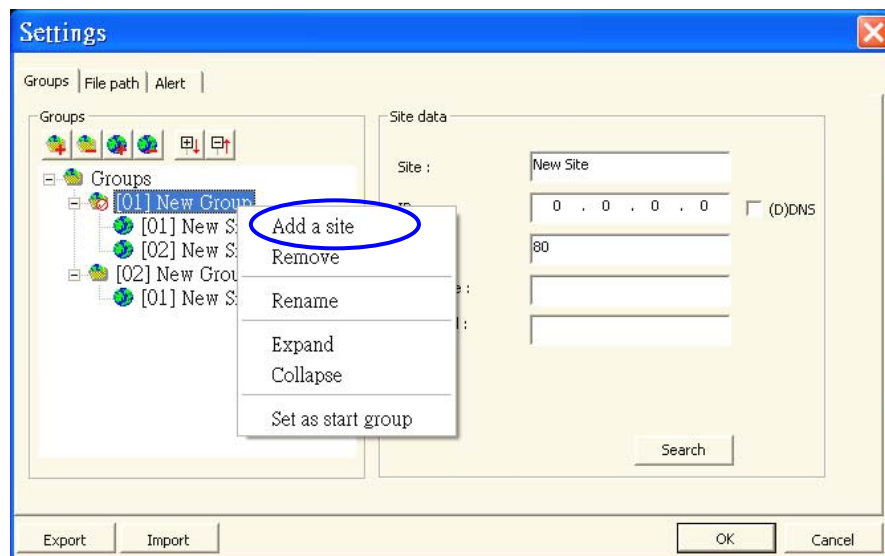 Settings
Groups File path Alert
Groups
Groups
[01] New Group
[01] New S
[02] New S
[02] New Grou
[01] New S
Add a site
Remove
Rename
Expand
Collapse
Set as start group
Site data
Site : New Site
0 . 0 . 0 . 0 (D)DNS
80
Search
Export Import OK Cancel